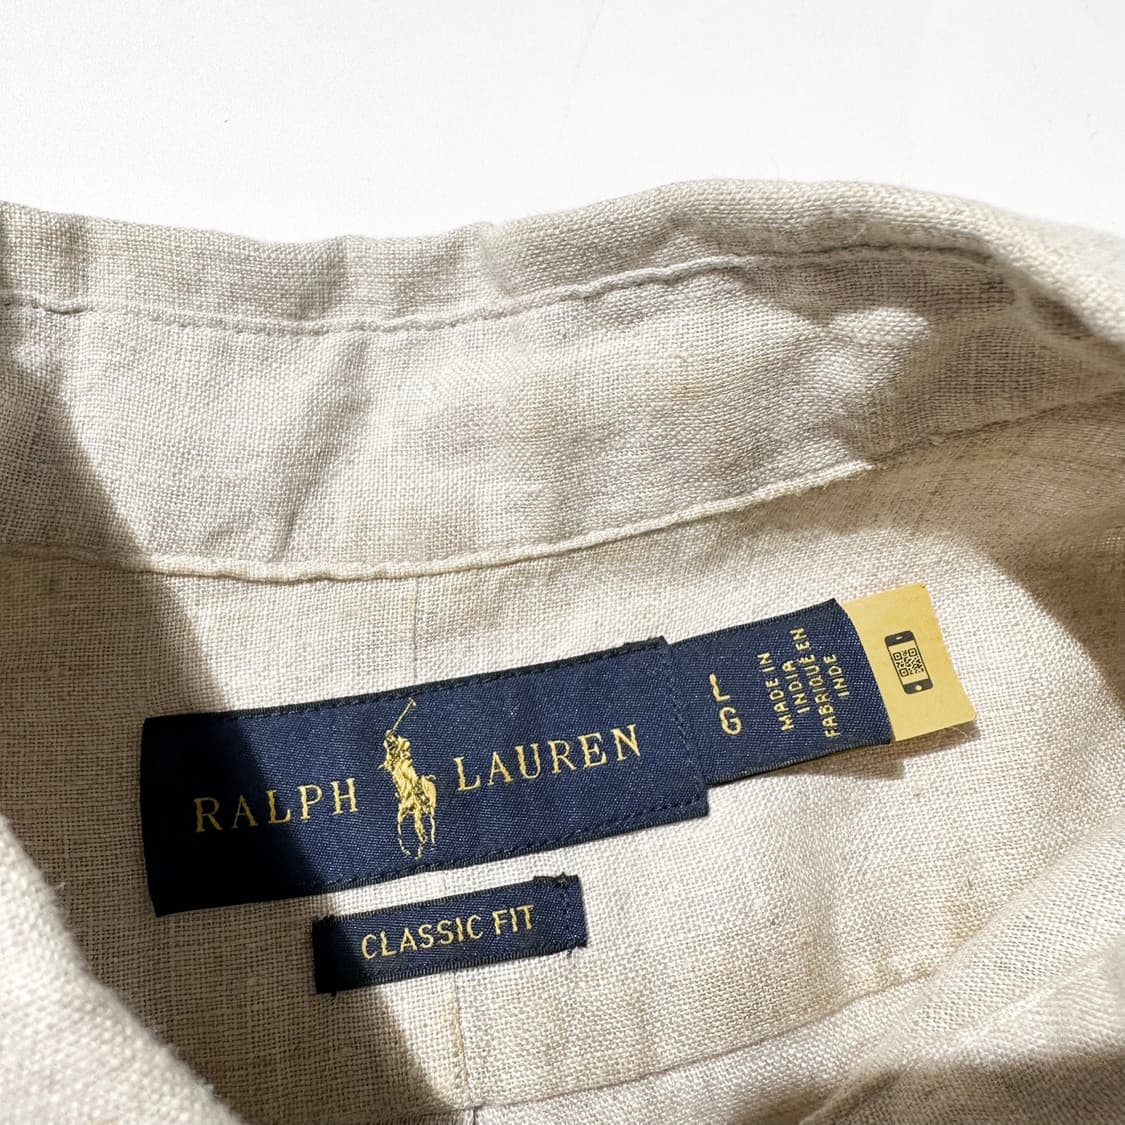 RALPH LAUREN
CLASSIC FIT
L
G
MADE IN
INDIA
FABRIQUÉ EN
INDE